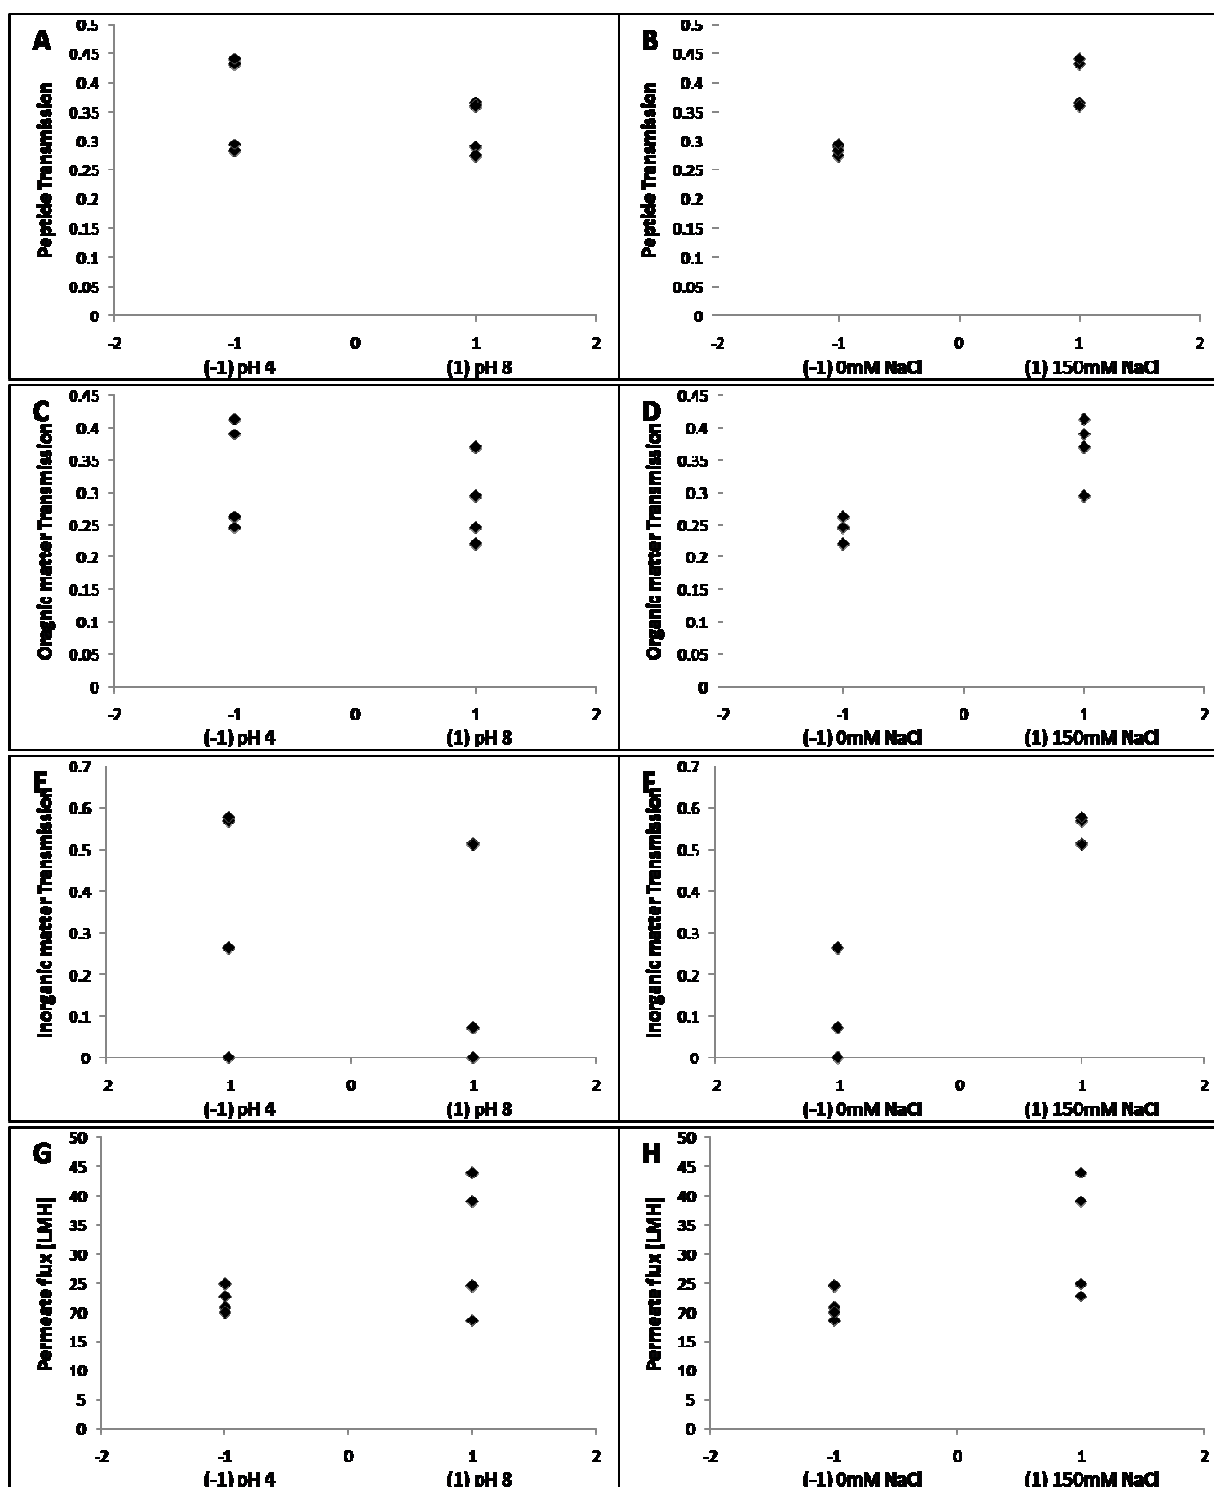 A
Peptide Transmission
0.5
0.45
0.4
0.35
0.3
0.25
0.2
0.15
0.1
0.05
0
-2 -1 0 1 2
(-1) pH 4 (1) pH 8
B
Peptide Transmission
0.5
0.45
0.4
0.35
0.3
0.25
0.2
0.15
0.1
0.05
0
-2 -1 0 1 2
(-1) 0mM NaCl (1) 150mM NaCl
C
Oragnic matter Transmission
0.45
0.4
0.35
0.3
0.25
0.2
0.15
0.1
0.05
0
-2 -1 0 1 2
(-1) pH 4 (1) pH 8
D
Organic matter Transmission
0.45
0.4
0.35
0.3
0.25
0.2
0.15
0.1
0.05
0
-2 -1 0 1 2
(-1) 0mM NaCl (1) 150mM NaCl
E
Inorganic matter Transmission
0.7
0.6
0.5
0.4
0.3
0.2
0.1
0
2 1 0 1 2
(-1) pH 4 (1) pH 8
Inorganic matter Transmission
0.7
0.6
0.5
0.4
0.3
0.2
0.1
0
2 1 0 1 2
(-1) 0mM NaCl (1) 150mM NaCl
G
Permeate flux [LMH]
50
45
40
35
30
25
20
15
10
5
0
-2 -1 0 1 2
(-1) pH 4 (1) pH 8
H
Permeate flux [LMH]
50
45
40
35
30
25
20
15
10
5
0
-2 -1 0 1 2
(-1) 0mM NaCl (1) 150mM NaCl